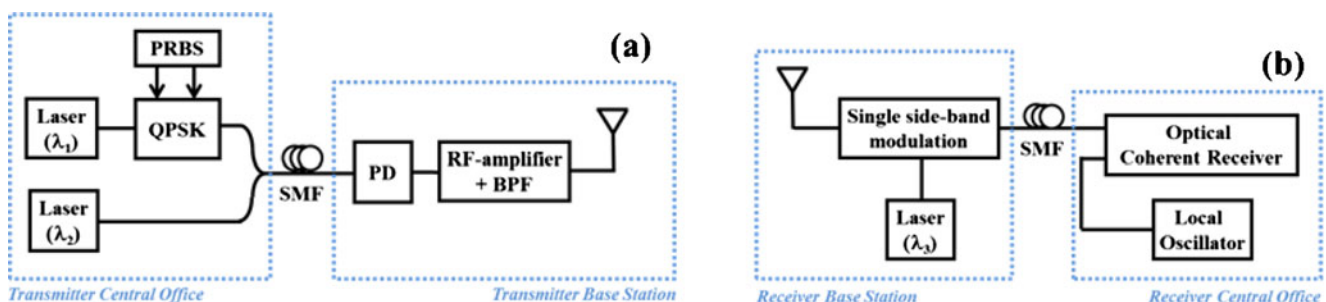 (a)
PRBS
Laser
(λ1)
QPSK
Laser
(λ2)
SMF
PD
RF-amplifier
+ BPF
Transmitter Central Office
Transmitter Base Station
(b)
Single side-band
modulation
SMF
Optical
Coherent Receiver
Laser
(λ3)
Local
Oscillator
Receiver Base Station
Receiver Central Office